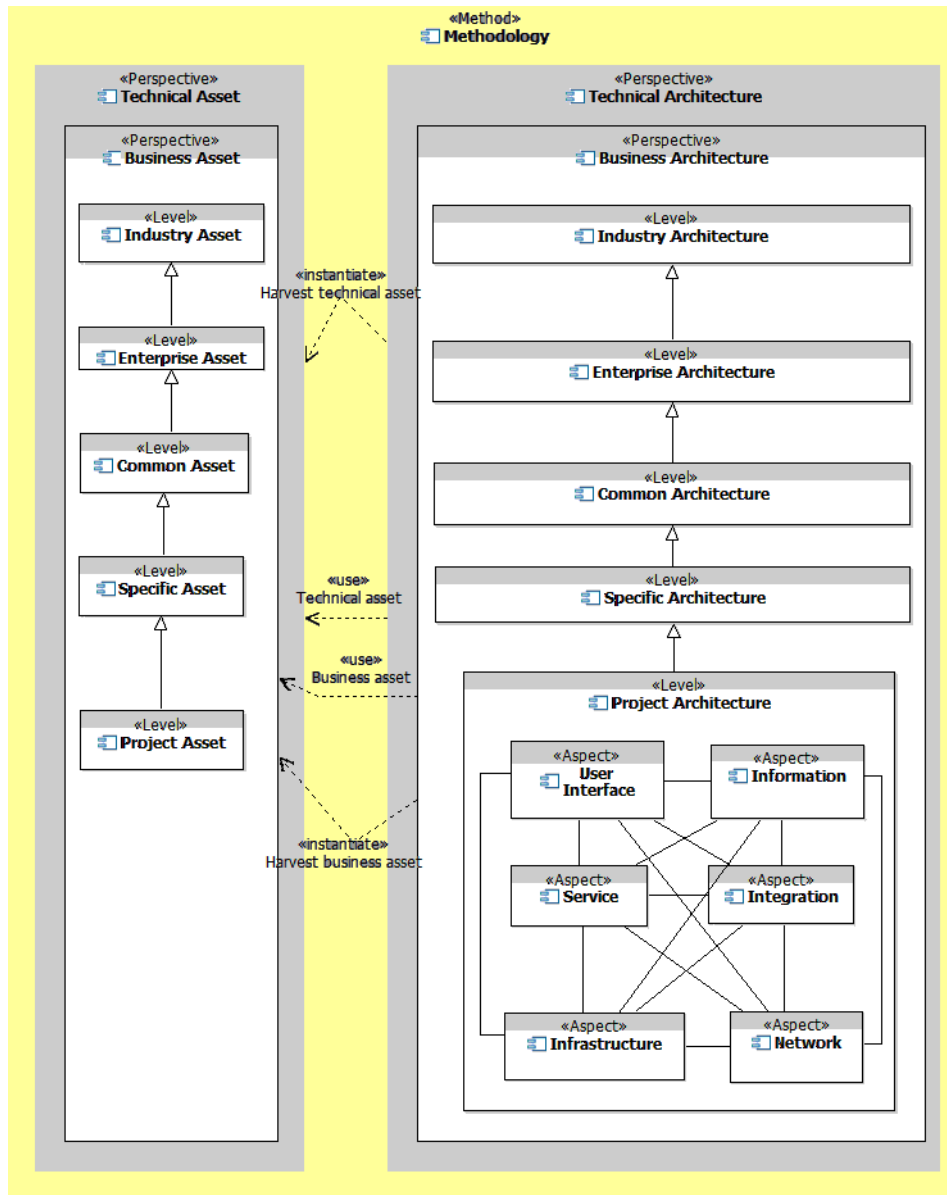 «Method»
Methodology
«Perspective»
Technical Asset
«Perspective»
Business Asset
«Level»
Industry Asset
«Level»
Enterprise Asset
«Level»
Common Asset
«Level»
Specific Asset
«Level»
Project Asset
«instantiate»
Harvest technical asset
«use»
Technical asset
«use»
Business asset
«instantiate»
Harvest business asset
«Perspective»
Technical Architecture
«Perspective»
Business Architecture
«Level»
Industry Architecture
«Level»
Enterprise Architecture
«Level»
Common Architecture
«Level»
Specific Architecture
«Level»
Project Architecture
«Aspect»
User
Interface
«Aspect»
Information
«Aspect»
Service
«Aspect»
Integration
«Aspect»
Infrastructure
«Aspect»
Network